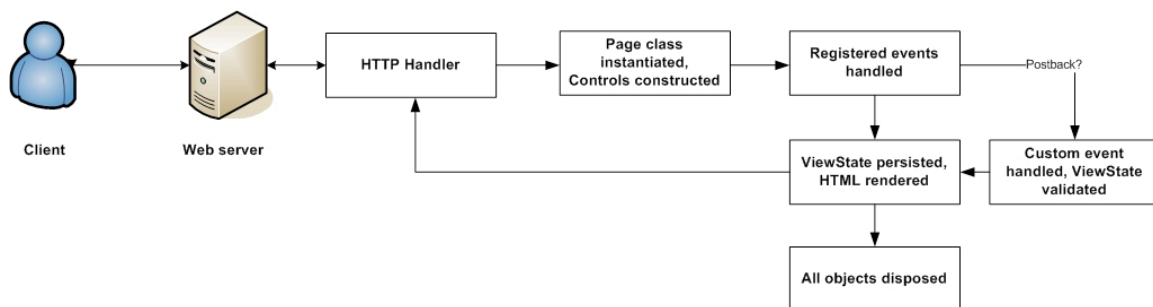 Client
Web server
HTTP Handler
Page class
instantiated,
Controls constructed
Registered events
handled
Postback?
ViewState persisted,
HTML rendered
Custom event
handled, ViewState
validated
All objects disposed